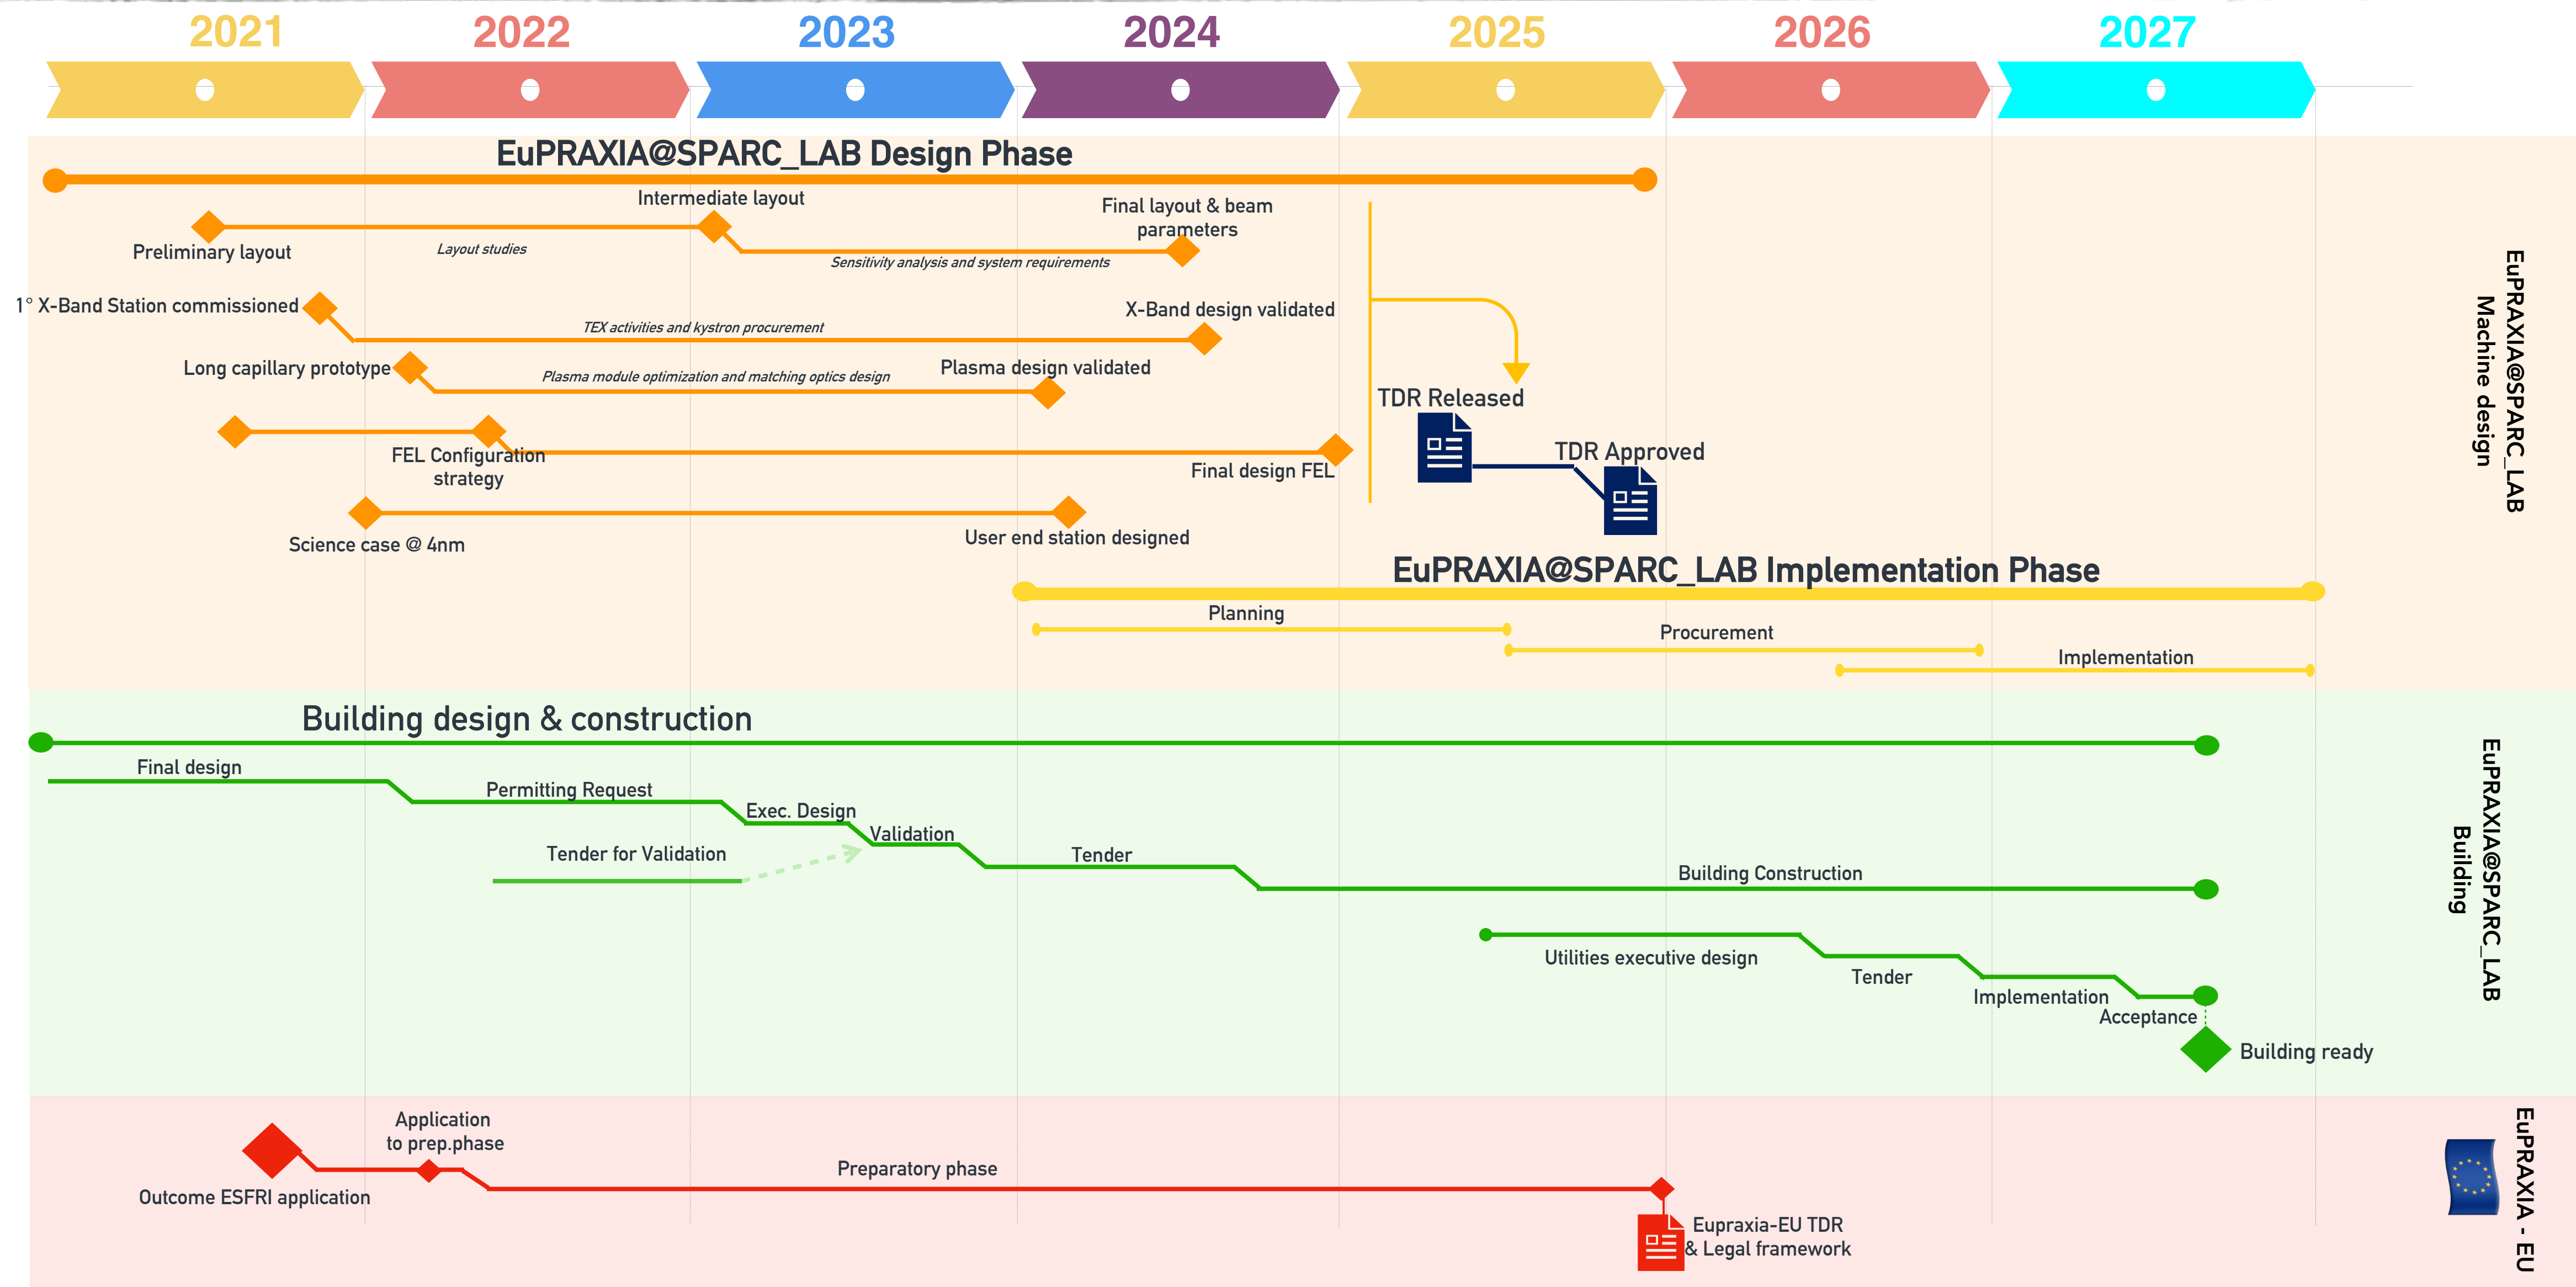 2021
2022
2023
2024
2025
2026
2027
EuPRAXIA@SPARC_LAB Design Phase
Intermediate layout
Final layout & beam
parameters
Preliminary layout
Layout studies
Sensitivity analysis and system requirements
1° X-Band Station commissioned
X-Band design validated
TEX activities and kystron procurement
Long capillary prototype
Plasma module optimization and matching optics design
Plasma design validated
TDR Released
FEL Configuration
strategy
Final design FEL
TDR Approved
Science case @ 4nm
User end station designed
EuPRAXIA@SPARC_LAB
Machine design
EuPRAXIA@SPARC_LAB Implementation Phase
Planning
Procurement
Implementation
Building design & construction
Final design
Permitting Request
Exec. Design
Validation
Tender for Validation
Tender
Building Construction
Utilities executive design
Tender
Implementation
Acceptance
Building ready
EuPRAXIA@SPARC_LAB
Building
Application
to prep.phase
Preparatory phase
Outcome ESFRI application
Eupraxia-EU TDR
& Legal framework
EuPRAXIA - EU